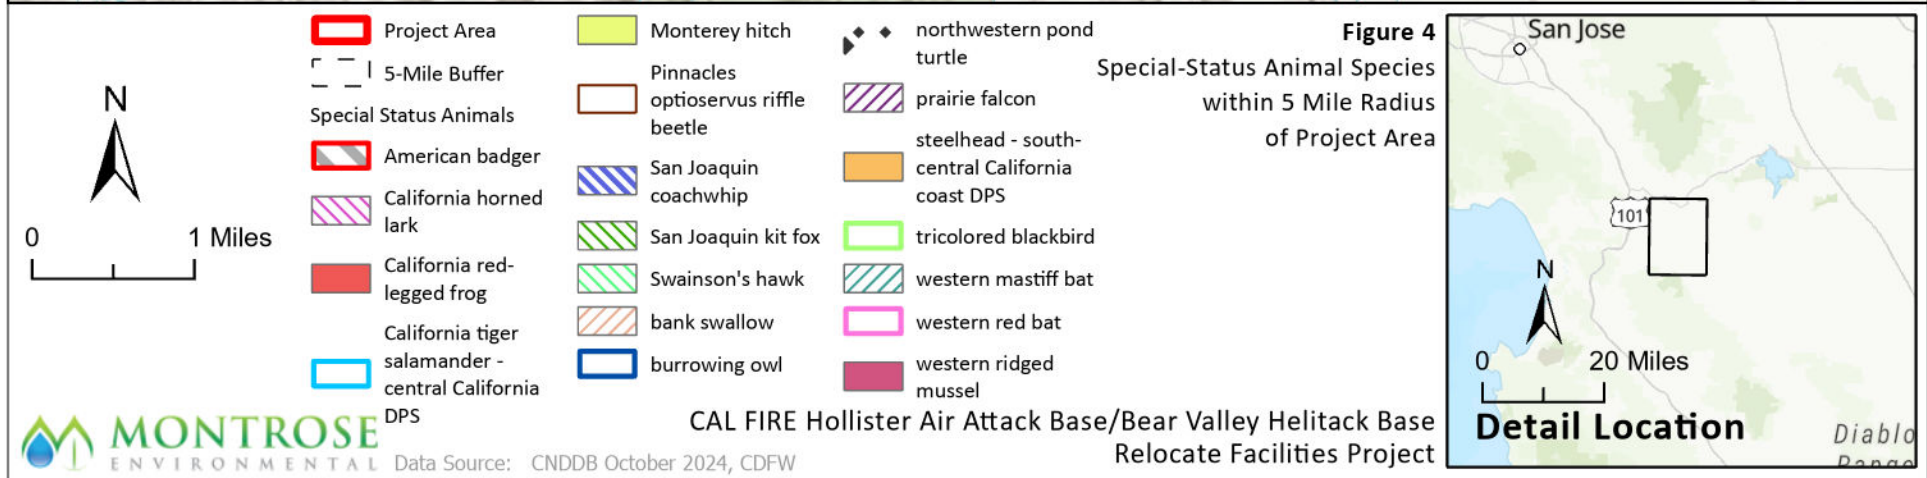 N
0 1 Miles
Project Area
5-Mile Buffer
Special Status Animals
American badger
California horned
lark
California red-
legged frog
California tiger
salamander -
central California
DPS
Monterey hitch
Pinnacles
optioservus riffle
beetle
San Joaquin
coachwhip
San Joaquin kit fox
Swainson's hawk
bank swallow
burrowing owl
northwestern pond
turtle
prairie falcon
steelhead - south-
central California
coast DPS
tricolored blackbird
western mastiff bat
western red bat
western ridged
mussel
Figure 4
Special-Status Animal Species
within 5 Mile Radius
of Project Area
CAL FIRE Hollister Air Attack Base/Bear Valley Helitack Base
Relocate Facilities Project
MONTROSE
ENVIRONMENTAL
Data Source: CNDDB October 2024, CDFW
San Jose
101
N
0 20 Miles
Detail Location
Diablo
Range